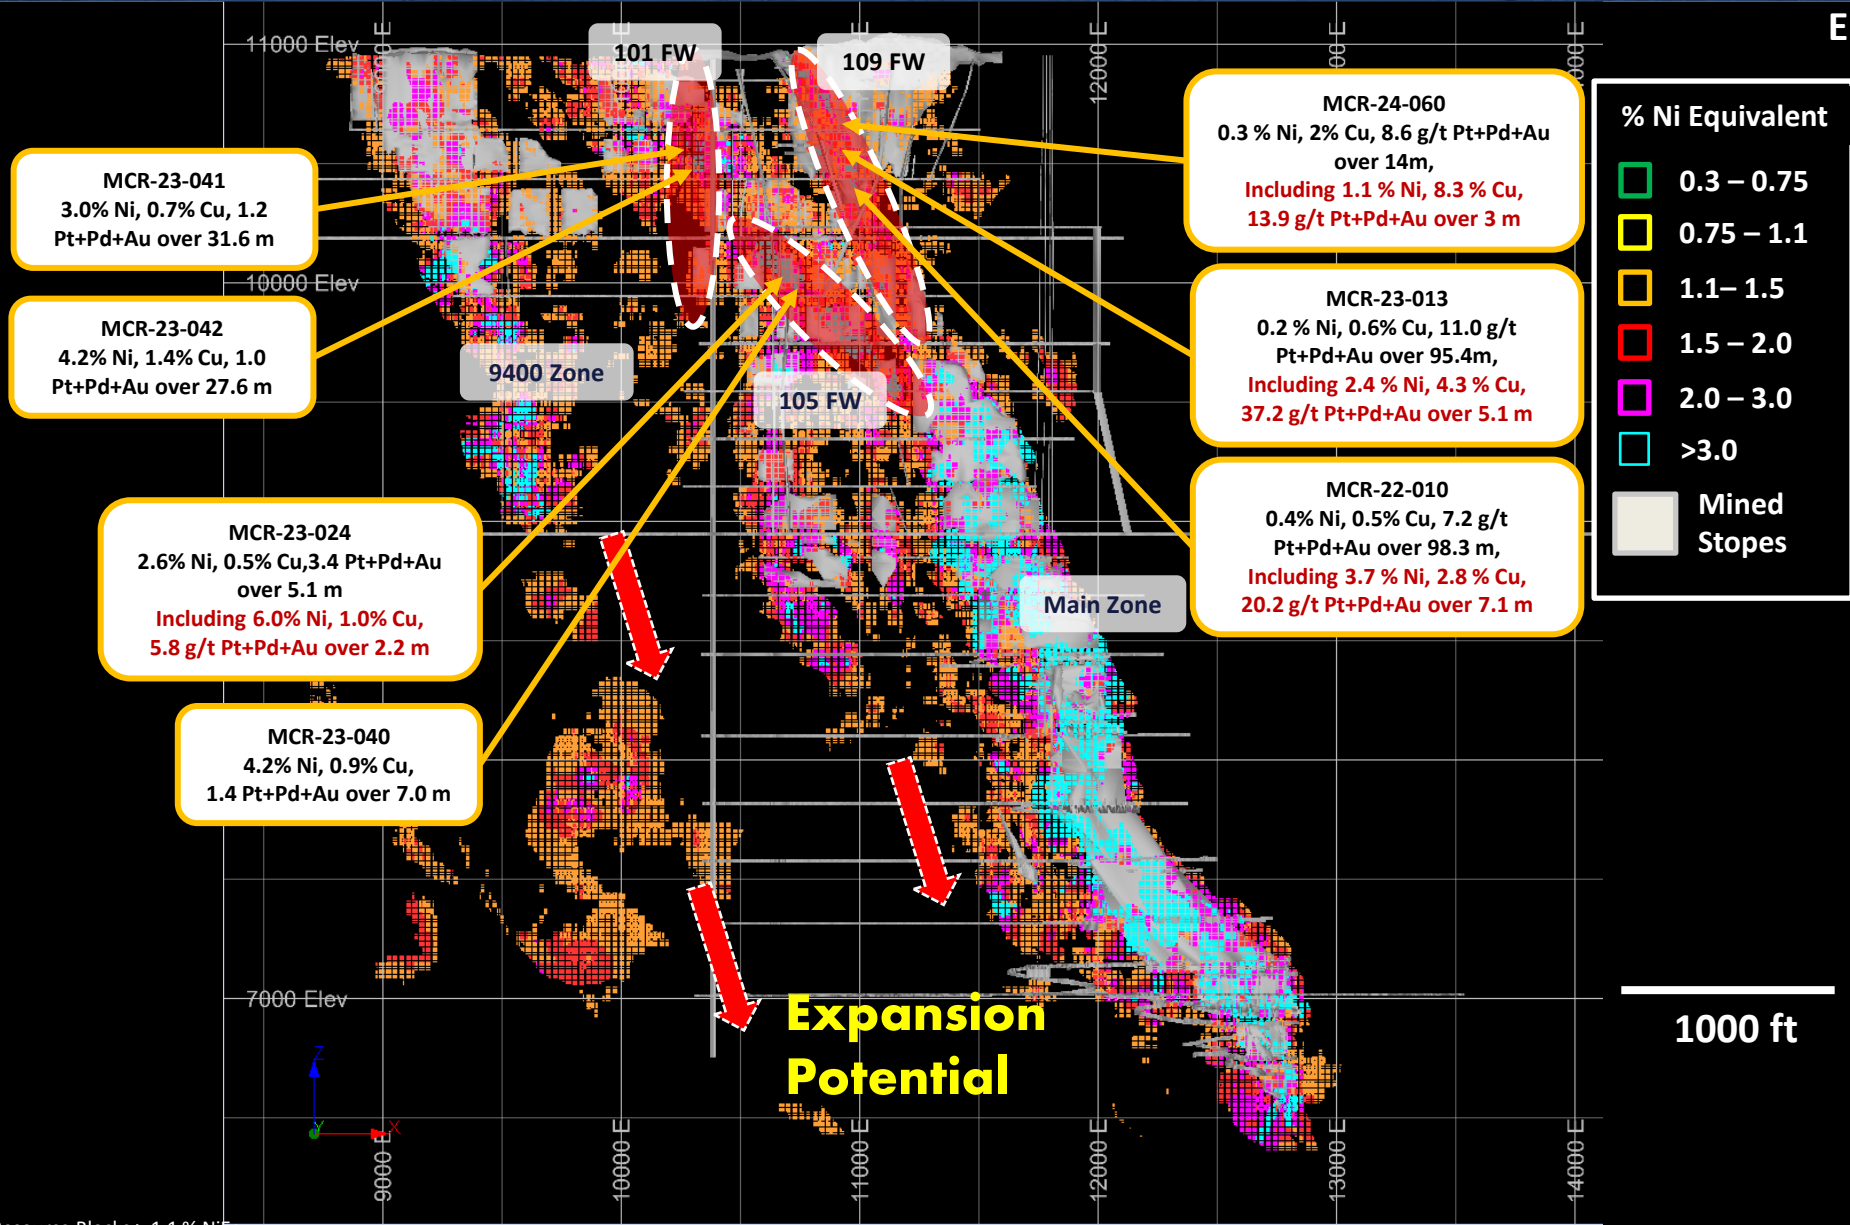 E
11000 Elev
101 FW
109 FW
12000 E
MCR-24-060
0.3 % Ni, 2% Cu, 8.6 g/t Pt+Pd+Au
over 14m,
Including 1.1 % Ni, 8.3 % Cu,
13.9 g/t Pt+Pd+Au over 3 m
% Ni Equivalent
0.3 – 0.75
0.75 – 1.1
1.1– 1.5
1.5 – 2.0
2.0 – 3.0
>3.0
Mined
Stopes
MCR-23-041
3.0% Ni, 0.7% Cu, 1.2
Pt+Pd+Au over 31.6 m
10000 Elev
MCR-23-013
0.2 % Ni, 0.6% Cu, 11.0 g/t
Pt+Pd+Au over 95.4m,
Including 2.4 % Ni, 4.3 % Cu,
37.2 g/t Pt+Pd+Au over 5.1 m
MCR-23-042
4.2% Ni, 1.4% Cu, 1.0
Pt+Pd+Au over 27.6 m
9400 Zone
105 FW
MCR-22-010
0.4% Ni, 0.5% Cu, 7.2 g/t
Pt+Pd+Au over 98.3 m,
Including 3.7 % Ni, 2.8 % Cu,
20.2 g/t Pt+Pd+Au over 7.1 m
MCR-23-024
2.6% Ni, 0.5% Cu,3.4 Pt+Pd+Au
over 5.1 m
Including 6.0% Ni, 1.0% Cu,
5.8 g/t Pt+Pd+Au over 2.2 m
Main Zone
MCR-23-040
4.2% Ni, 0.9% Cu,
1.4 Pt+Pd+Au over 7.0 m
7000 Elev
Expansion
Potential
1000 ft
Z
Y
X
9000 E
10000 E
11000 E
12000 E
13000 E
14000 E